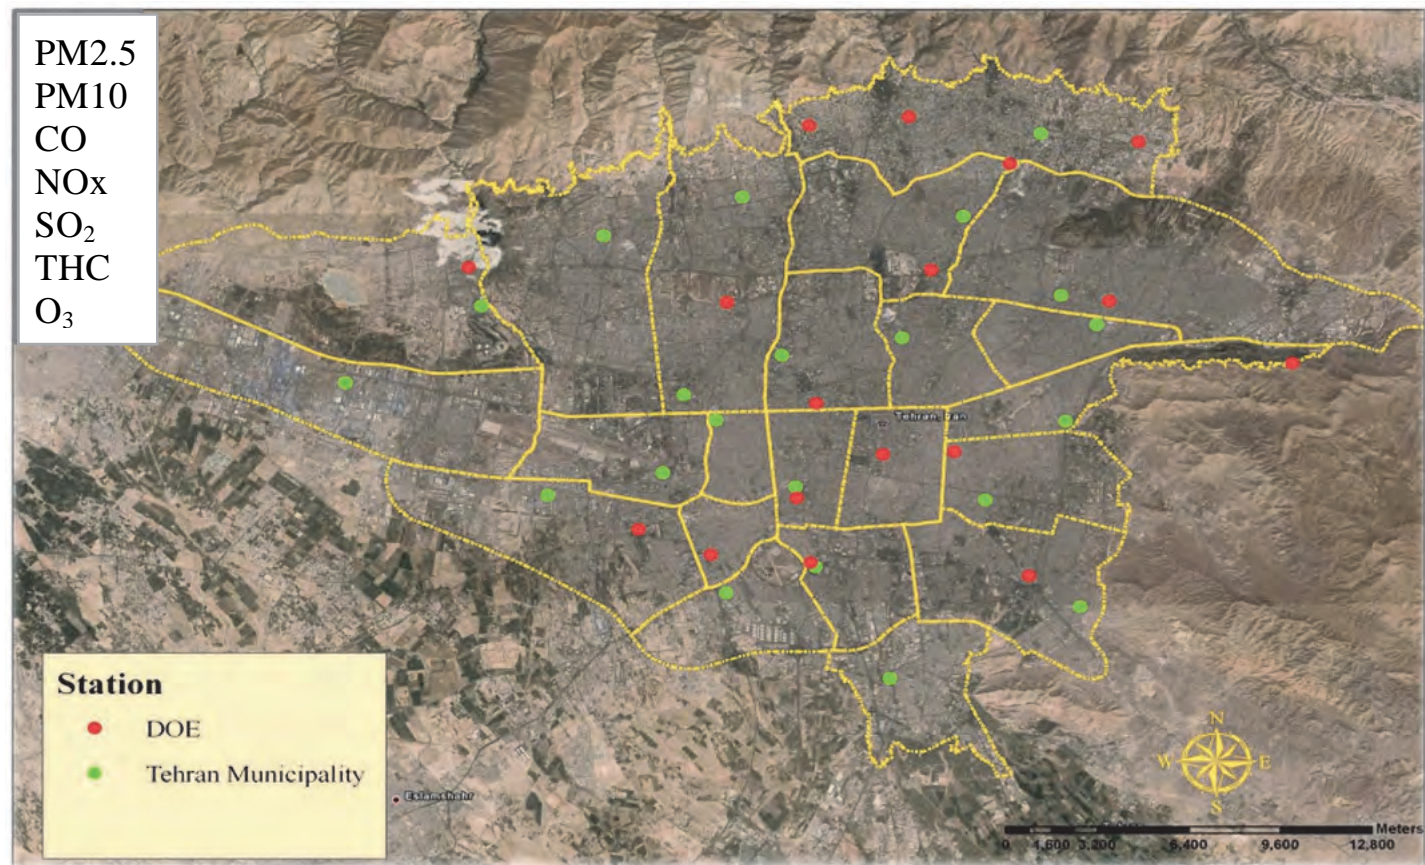 PM2.5
PM10
CO
NOx
SO₂
THC
O₃
Tehran, Iran
Station
DOE
Tehran Municipality
Eslamshahr
N
W E
S
Meters
0 1,600 3,200 6,400 9,600 12,800